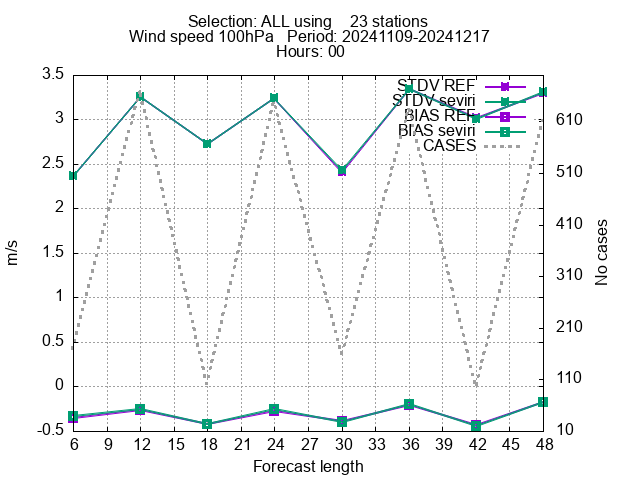 Selection: ALL using 23 stations
Wind speed 100hPa Period: 20241109-20241217
Hours: 00
STDV REF
STDV seviri
BIAS REF
BIAS seviri
CASES
3.5
3
2.5
2
1.5
1
0.5
0
-0.5
m/s
610
510
410
310
210
110
10
No cases
6 12 15 18 21 24 27 30 33 36 39 42 45 48
Forecast length